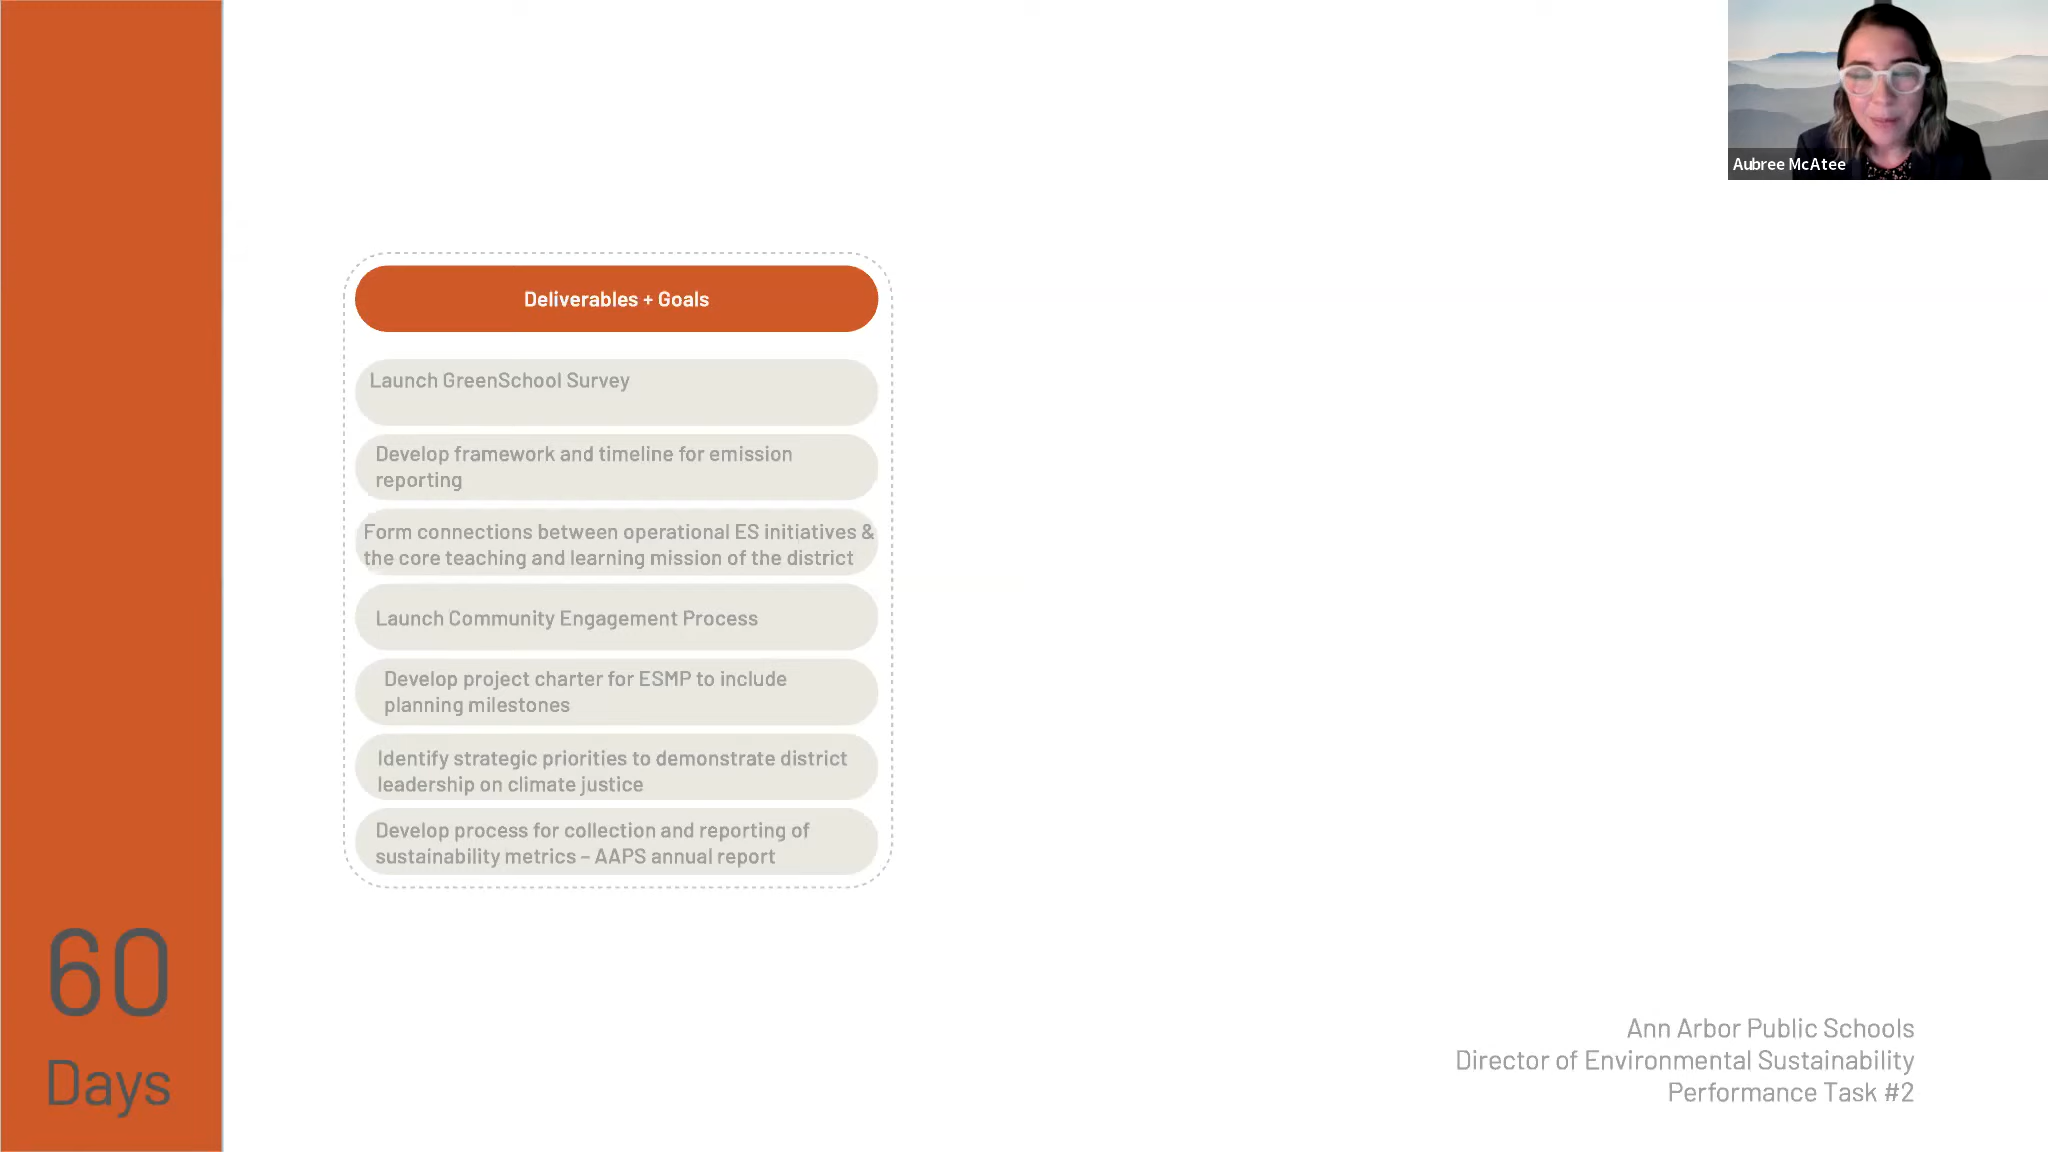 Aubree McAtee
Deliverables + Goals
Launch GreenSchool Survey
Develop framework and timeline for emission
reporting
Form connections between operational ES initiatives &
the core teaching and learning mission of the district
Launch Community Engagement Process
Develop project charter for ESMP to include
planning milestones
Identify strategic priorities to demonstrate district
leadership on climate justice
Develop process for collection and reporting of
sustainability metrics – AAPS annual report
60
Days
Ann Arbor Public Schools
Director of Environmental Sustainability
Performance Task #2